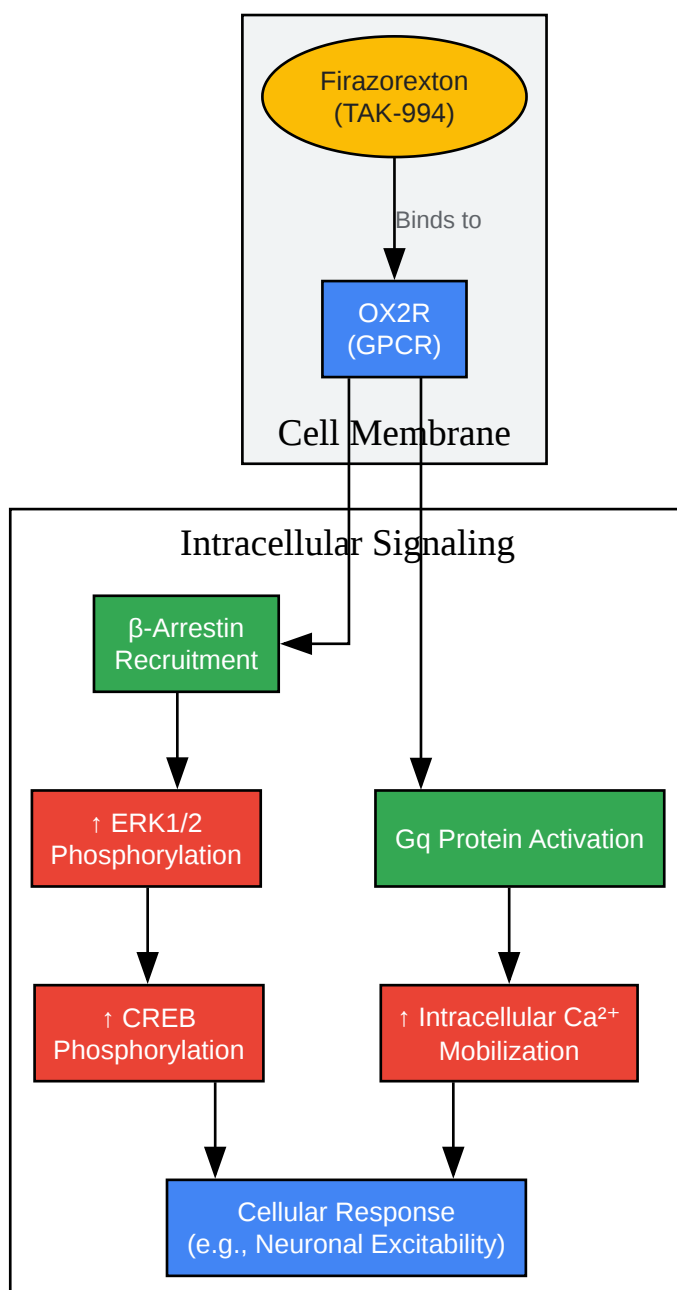 Firazorexton
(TAK-994)
Binds to
OX2R
(GPCR)
Cell Membrane
Intracellular Signaling
β-Arrestin
Recruitment
↑ ERK1/2
Phosphorylation
Gq Protein Activation
↑ CREB
Phosphorylation
↑ Intracellular Ca²⁺
Mobilization
Cellular Response
(e.g., Neuronal Excitability)